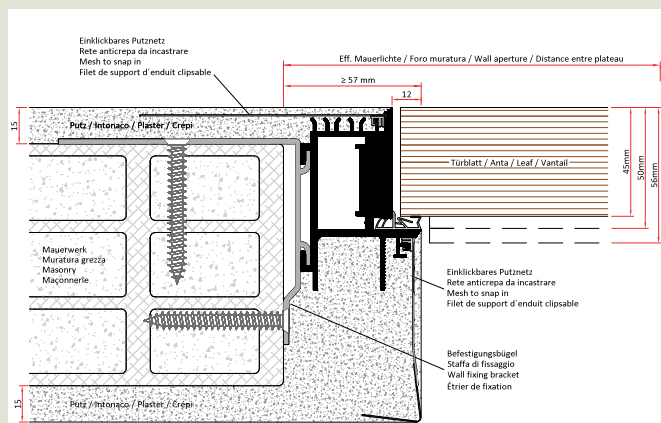 Einklickbares Putznetz
Rete anticrepa da incastrare
Mesh to snap in
Filet de support d´enduit clipsable
Eff. Mauerlichte / Foro muratura / Wall aperture / Distance entre plateau
≥ 57 mm
12
15
Putz / Intonaco / Plaster / Crépi
Türblatt / Anta / Leaf / Vantail
45mm
50mm
56mm
Mauerwerk
Muratura grezza
Masonry
Maçonnerle
Einklickbares Putznetz
Rete anticrepa da incastrare
Mesh to snap in
Filet de support d´enduit clipsable
Befestigungsbügel
Staffa di fissaggio
Wall fixing bracket
Étrier de fixation
15
Putz / Intonaco / Plaster / Crépi